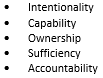 • Intentionality
• Capability
• Ownership
• Sufficiency
• Accountability